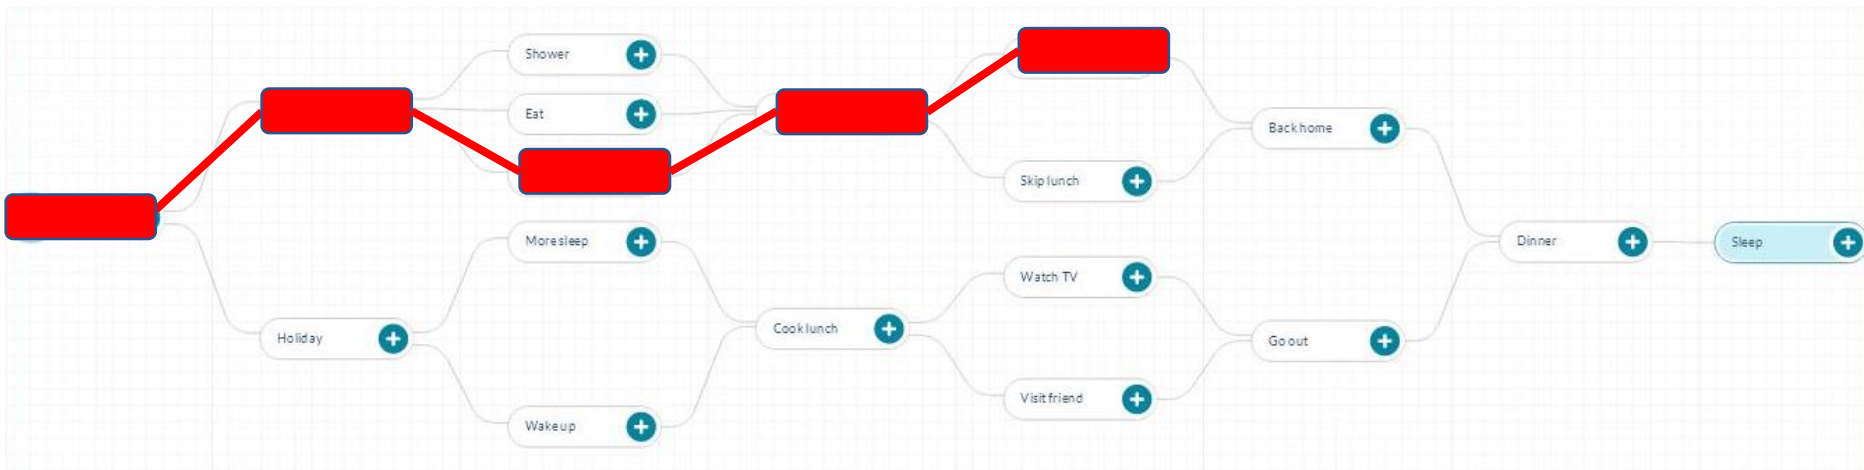 Shower
Eat
Back home
Skip lunch
More sleep
Dinner
Sleep
Watch TV
Holiday
Cook lunch
Go out
Visit friend
Wake up